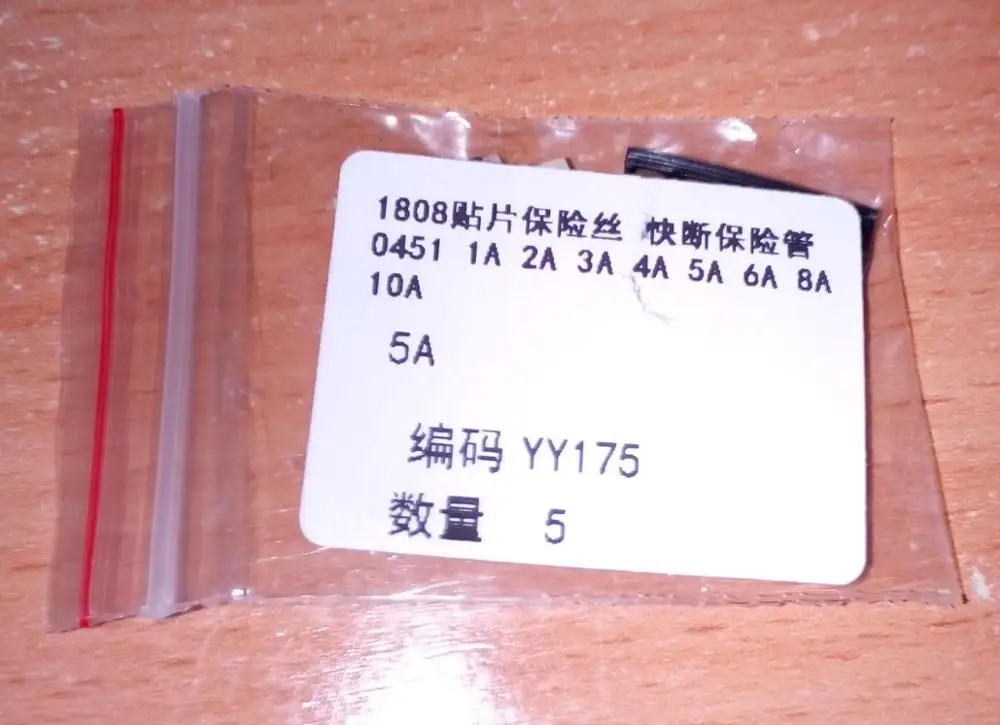 1808贴片保险丝 快断保险管
0451 1A 2A 3A 4A 5A 6A 8A
10A
5A
编码 YY175
数量 5